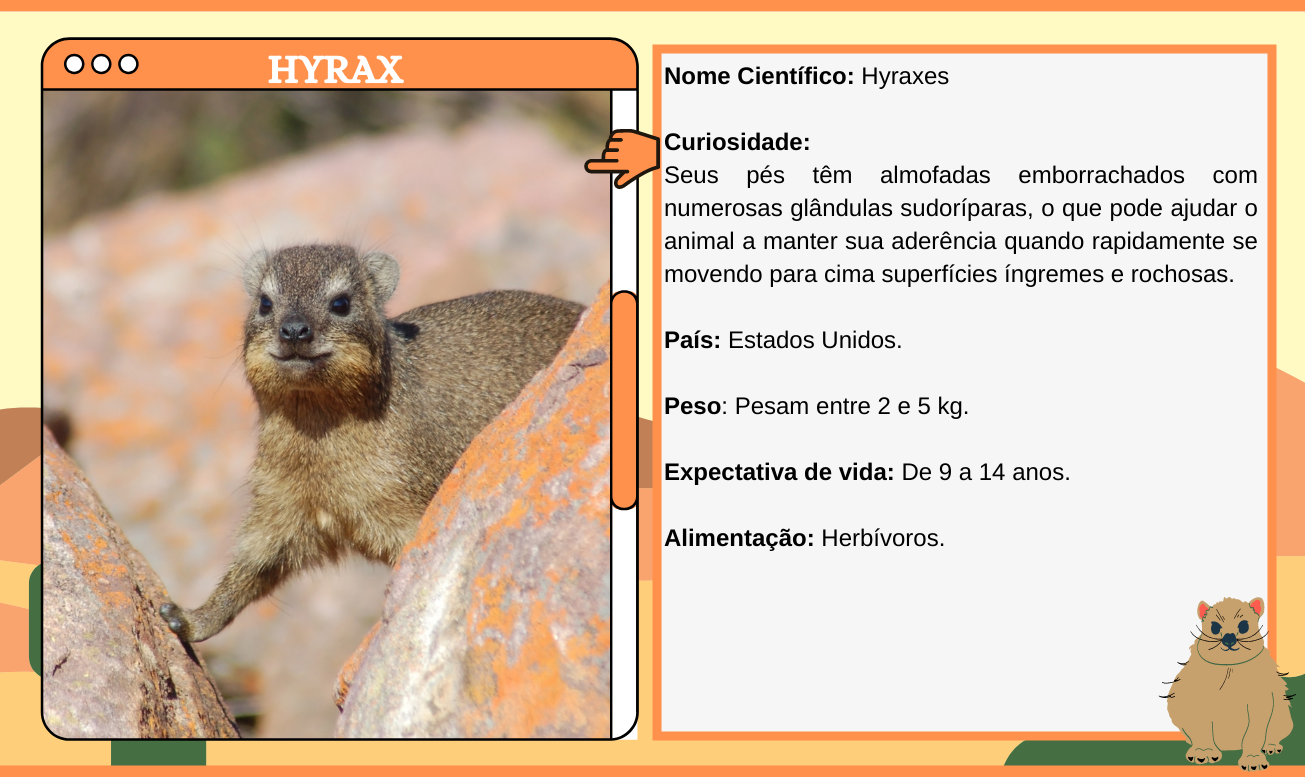 HYRAX
Nome Científico: Hyraxes
Curiosidade:
Seus pés têm almofadas emborrachados com
numerosas glândulas sudoríparas, o que pode ajudar o
animal a manter sua aderência quando rapidamente se
movendo para cima superfícies íngremes e rochosas.
País: Estados Unidos.
Peso: Pesam entre 2 e 5 kg.
Expectativa de vida: De 9 a 14 anos.
Alimentação: Herbívoros.